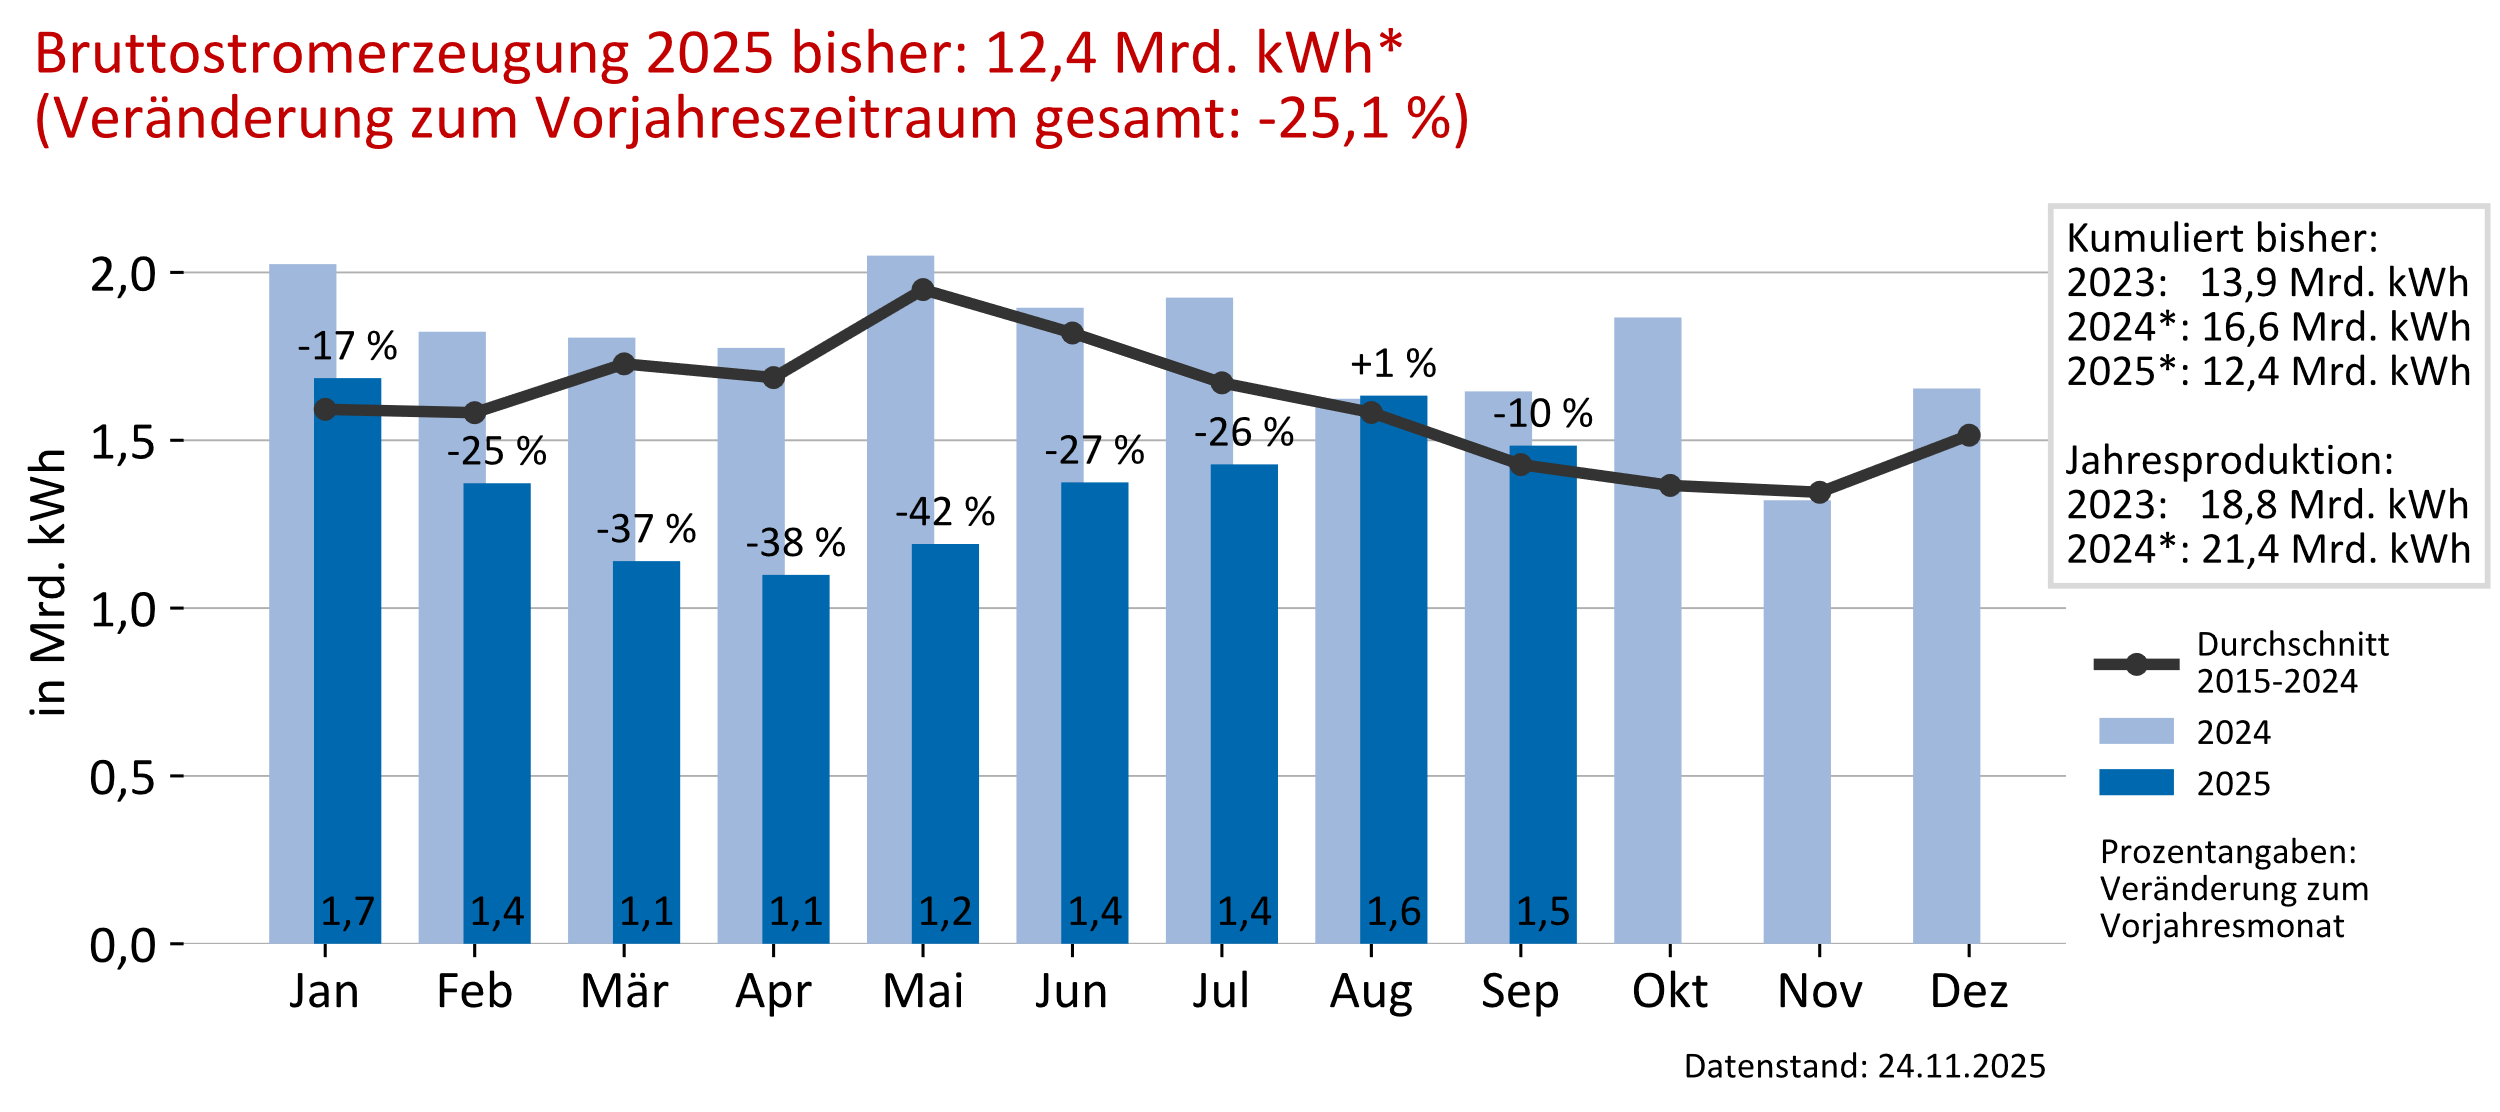 Bruttostromerzeugung 2025 bisher: 12,4 Mrd. kWh*
(Veränderung zum Vorjahreszeitraum gesamt: -25,1 %)
in Mrd. kWh
2,0
1,5
1,0
0,5
0,0
-17 %
-25 %
-37 %
-38 %
-42 %
-27 %
-26 %
+1 %
-10 %
1,7
1,4
1,1
1,1
1,2
1,4
1,4
1,6
1,5
Jan
Feb
Mär
Apr
Mai
Jun
Jul
Aug
Sep
Okt
Nov
Dez
Kumuliert bisher:
2023: 13,9 Mrd. kWh
2024*: 16,6 Mrd. kWh
2025*: 12,4 Mrd. kWh
Jahresproduktion:
2023: 18,8 Mrd. kWh
2024*: 21,4 Mrd. kWh
Durchschnitt
2015-2024
2024
2025
Prozentangaben:
Veränderung zum
Vorjahresmonat
Datenstand: 24.11.2025